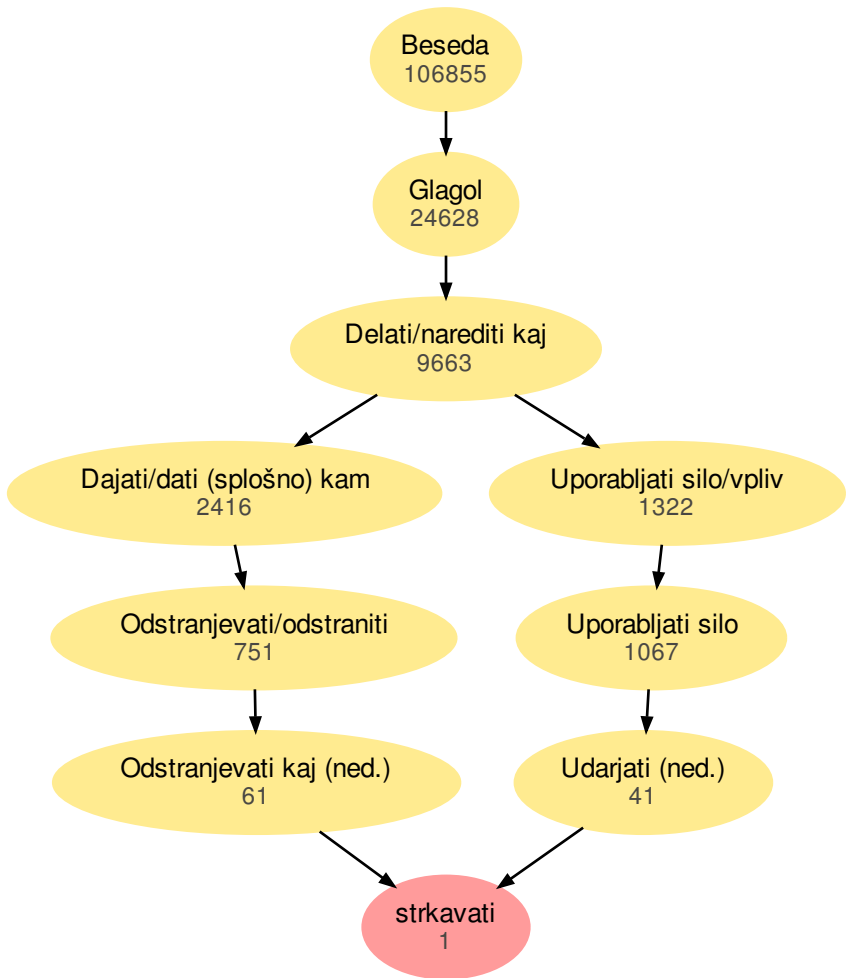 Beseda
106855
Glagol
24628
Delati/narediti kaj
9663
Dajati/dati (splošno) kam
2416
Uporabljati silo/vpliv
1322
Odstranjevati/odstraniti
751
Uporabljati silo
1067
Odstranjevati kaj (ned.)
61
Udarjati (ned.)
41
strkavati
1